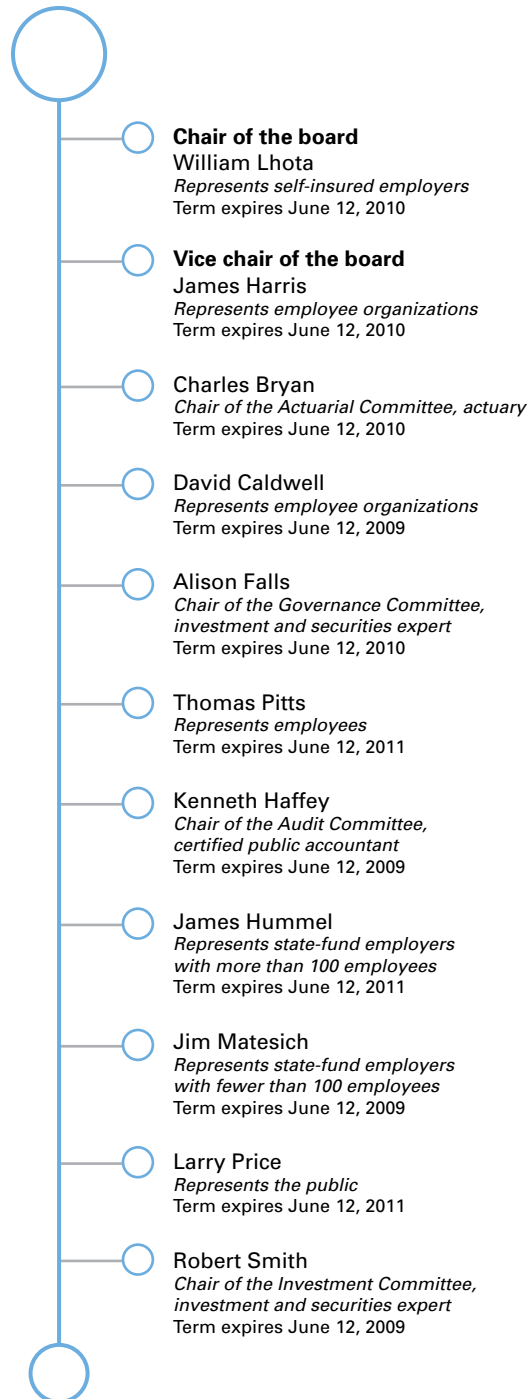 Chair of the board
William Lhota
Represents self-insured employers
Term expires June 12, 2010
Vice chair of the board
James Harris
Represents employee organizations
Term expires June 12, 2010
Charles Bryan
Chair of the Actuarial Committee, actuary
Term expires June 12, 2010
David Caldwell
Represents employee organizations
Term expires June 12, 2009
Alison Falls
Chair of the Governance Committee,
investment and securities expert
Term expires June 12, 2010
Thomas Pitts
Represents employees
Term expires June 12, 2011
Kenneth Haffey
Chair of the Audit Committee,
certified public accountant
Term expires June 12, 2009
James Hummel
Represents state-fund employers
with more than 100 employees
Term expires June 12, 2011
Jim Matesich
Represents state-fund employers
with fewer than 100 employees
Term expires June 12, 2009
Larry Price
Represents the public
Term expires June 12, 2011
Robert Smith
Chair of the Investment Committee,
investment and securities expert
Term expires June 12, 2009